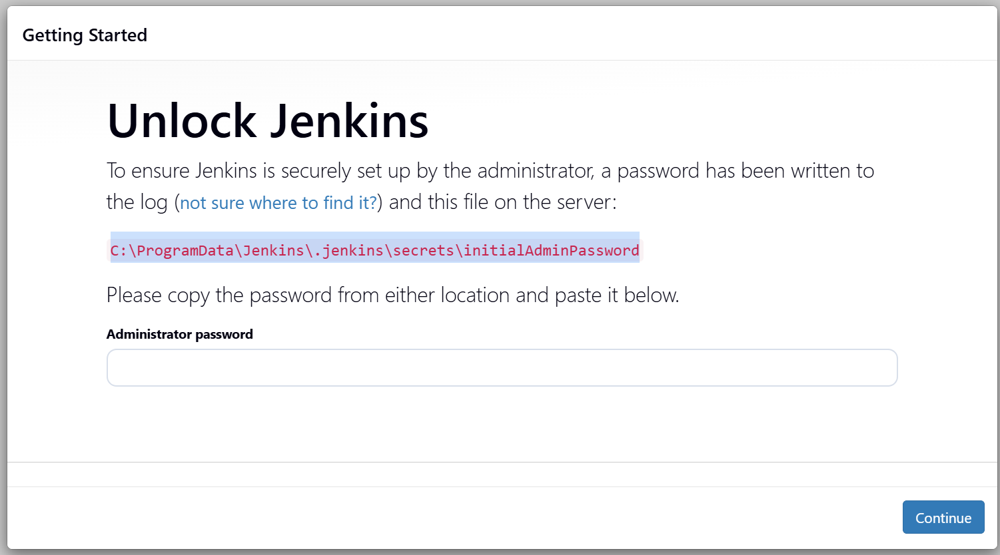 Getting Started
Unlock Jenkins
To ensure Jenkins is securely set up by the administrator, a password has been written to
the log (not sure where to find it?) and this file on the server:
C:\ProgramData\Jenkins\.jenkins\secrets\initialAdminPassword
Please copy the password from either location and paste it below.
Administrator password
Continue